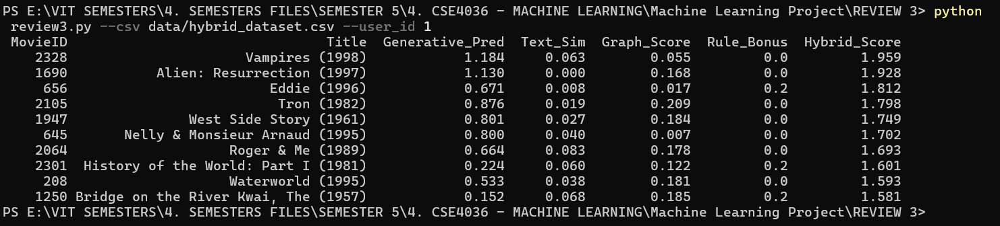 PS E:\VIT SEMESTERS\4. SEMESTERS FILES\SEMESTER 5\4. CSE4036 - MACHINE LEARNING\Machine Learning Project\REVIEW 3> python
review3.py --csv data/hybrid_dataset.csv --user_id 1
MovieID Title Generative_Pred Text_Sim Graph_Score Rule_Bonus Hybrid_Score
2328 Vampires (1998) 1.184 0.063 0.055 0.0 1.959
1690 Alien: Resurrection (1997) 1.130 0.000 0.168 0.0 1.928
656 Eddie (1996) 0.671 0.008 0.017 0.2 1.812
2105 Tron (1982) 0.876 0.019 0.209 0.0 1.798
1947 West Side Story (1961) 0.801 0.027 0.184 0.0 1.749
645 Nelly & Monsieur Arnaud (1995) 0.800 0.040 0.007 0.0 1.702
2064 Roger & Me (1989) 0.664 0.083 0.178 0.0 1.693
2301 History of the World: Part I (1981) 0.224 0.060 0.122 0.2 1.601
208 Waterworld (1995) 0.533 0.038 0.181 0.0 1.593
1250 Bridge on the River Kwai, The (1957) 0.152 0.068 0.185 0.2 1.581
PS E:\VIT SEMESTERS\4. SEMESTERS FILES\SEMESTER 5\4. CSE4036 - MACHINE LEARNING\Machine Learning Project\REVIEW 3>